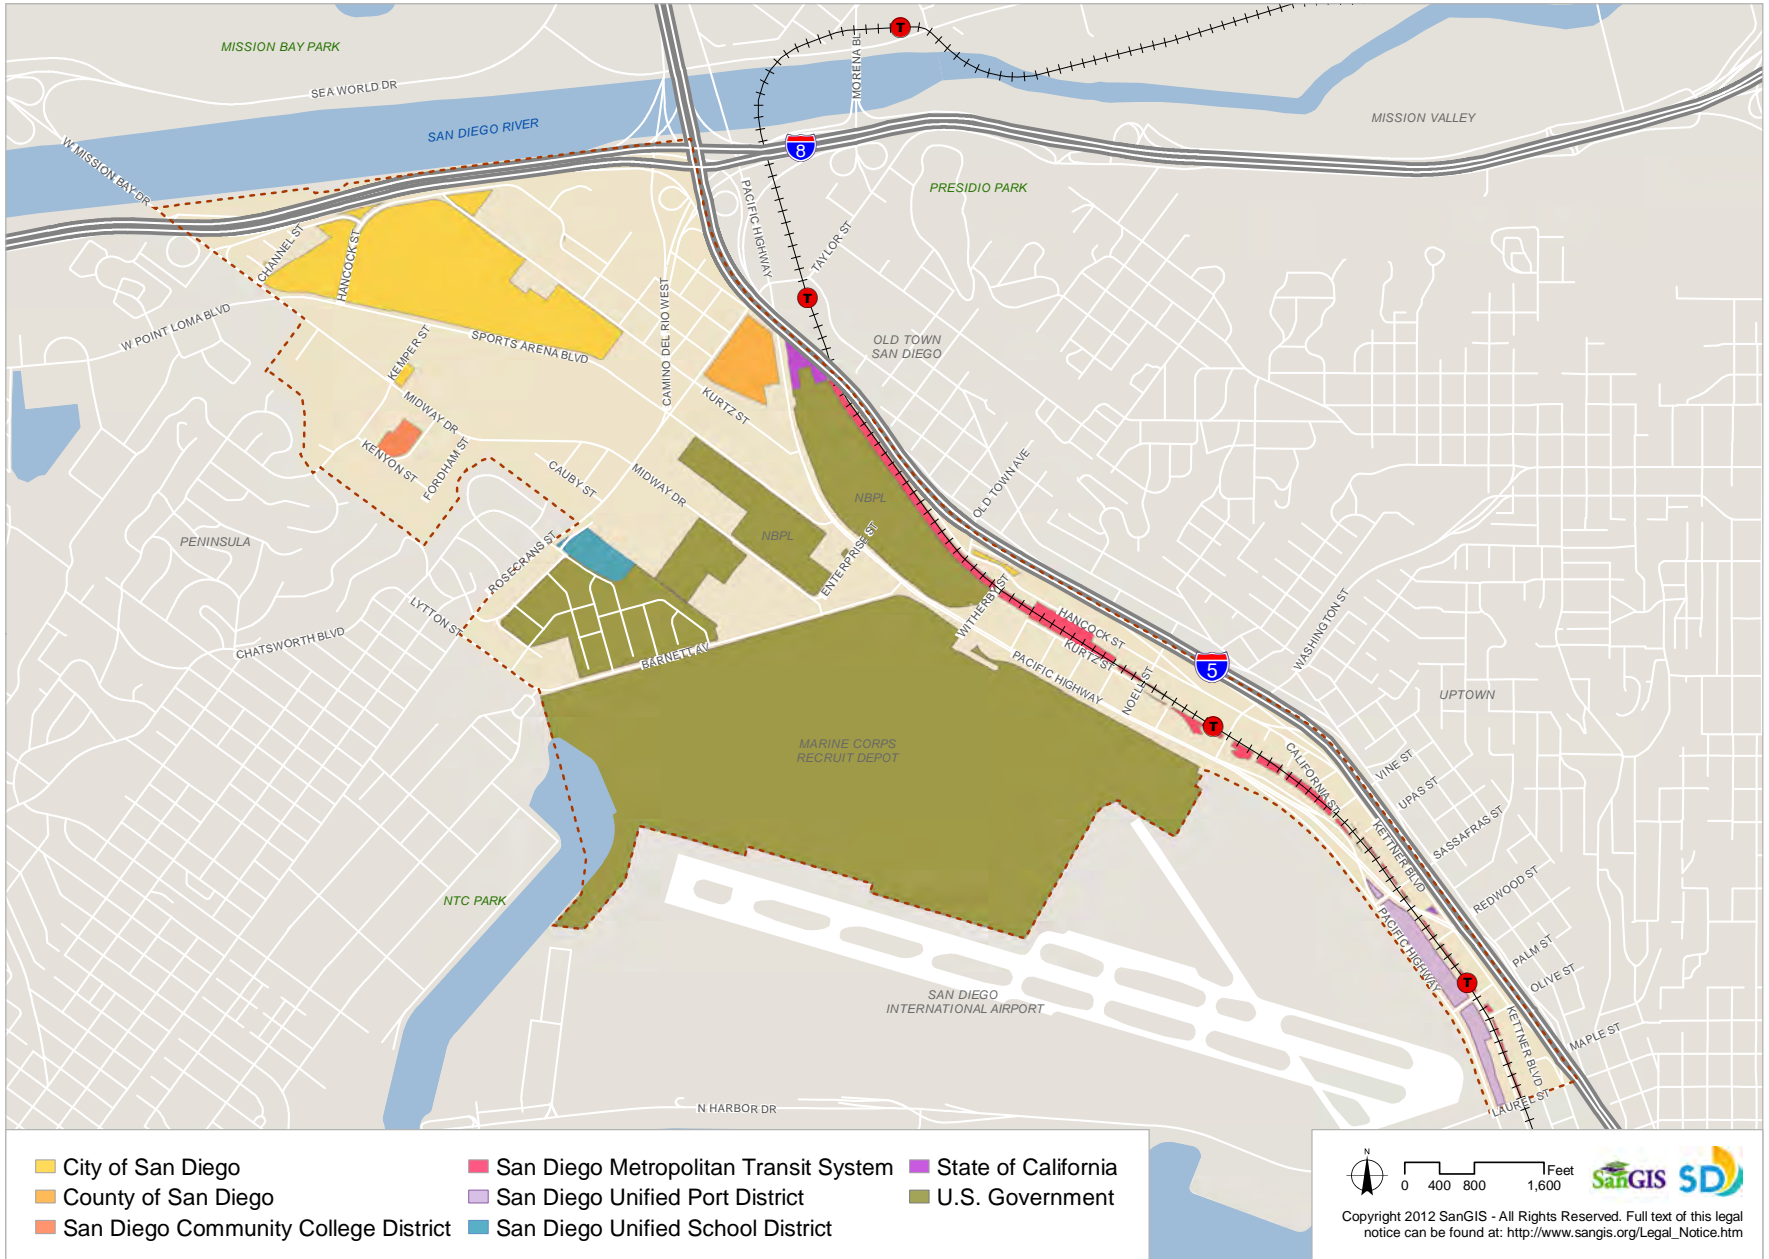 MISSION BAY PARK
SEA WORLD DR
SAN DIEGO RIVER
W MISSION BAY DR
MORENA BL
T
8
MISSION VALLEY
PRESIDIO PARK
PACIFIC HIGHWAY
TAYLOR ST
T
CHANNEL ST
HANCOCK ST
W POINT LOMA BLVD
SPORTS ARENA BLVD
CAMINO DEL RIO WEST
KEMPER ST
OLD TOWN
SAN DIEGO
KURTZ ST
MIDWAY DR
KENYON ST
FORDHAM ST
CAUBY ST
MIDWAY DR
NBPL
NBPL
OLD TOWN AVE
ENTERPRISE ST
PENINSULA
ROSECRANS ST
LYTTON ST
CHATSWORTH BLVD
BARNETT AV
WITHERBY ST
HANCOCK ST
KURTZ ST
PACIFIC HIGHWAY
NOELL ST
WASHINGTON ST
5
UPTOWN
T
MARINE CORPS
RECRUIT DEPOT
CALIFORNIA ST
VINE ST
UPAS ST
SASSAFRAS ST
KETTNER BLVD
REDWOOD ST
PACIFIC HIGHWAY
PALM ST
OLIVE ST
T
NTC PARK
SAN DIEGO
INTERNATIONAL AIRPORT
KETTNER BLVD
MAPLE ST
LAUREL ST
N HARBOR DR
City of San Diego
County of San Diego
San Diego Community College District
San Diego Metropolitan Transit System
San Diego Unified Port District
San Diego Unified School District
State of California
U.S. Government
N
Feet
0 400 800 1,600
SanGIS
SD
Copyright 2012 SanGIS - All Rights Reserved. Full text of this legal
notice can be found at: http://www.sangis.org/Legal_Notice.htm